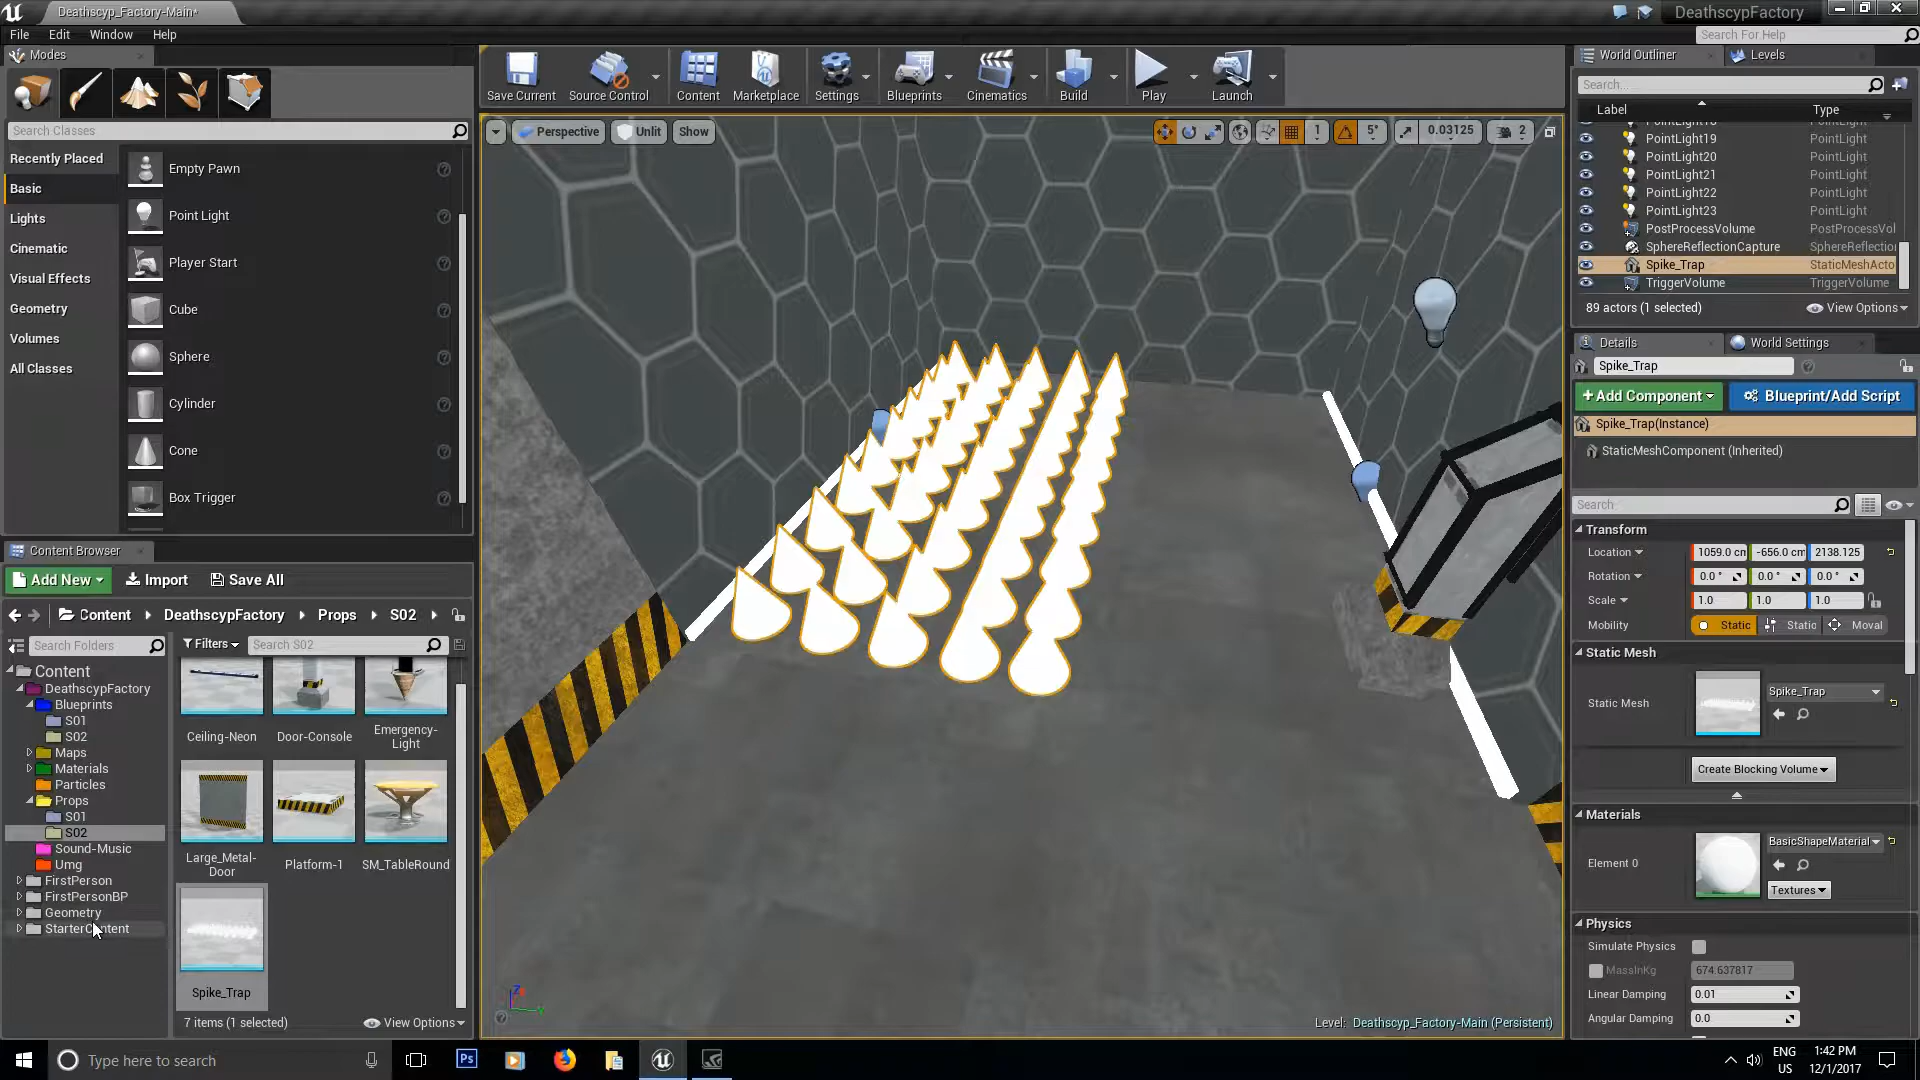 Deathscyp_Factory-Main*
DeathscypFactory
File Edit Window Help
Search For Help
Modes
Search Classes
Recently Placed
Basic
Lights
Cinematic
Visual Effects
Geometry
Volumes
All Classes
Empty Pawn
Point Light
Player Start
Cube
Sphere
Cylinder
Cone
Box Trigger
Save Current
Source Control
Content
Marketplace
Settings
Blueprints
Cinematics
Build
Play
Launch
Perspective
Unlit
Show
1
5°
0.03125
2
Level: Deathscyp_Factory-Main (Persistent)
Content Browser
Add New
Import
Save All
Content DeathscypFactory Props S02
Search Folders
Filters
Search S02
Content
DeathscypFactory
Blueprints
S01
S02
Maps
Materials
Particles
Props
S01
S02
Sound-Music
Umg
FirstPerson
FirstPersonBP
Geometry
StarterContent
Ceiling-Neon
Door-Console
Emergency-
Light
Large_Metal-
Door
Platform-1
SM_TableRound
Spike_Trap
7 items (1 selected)
View Options
World Outliner
Levels
Search...
Label Type
PointLight19 PointLight
PointLight20 PointLight
PointLight21 PointLight
PointLight22 PointLight
PointLight23 PointLight
PostProcessVolume PostProcessVol
SphereReflectionCapture SphereReflectio
Spike_Trap StaticMeshActo
TriggerVolume TriggerVolume
89 actors (1 selected)
View Options
Details
World Settings
Spike_Trap
+Add Component
Blueprint/Add Script
Spike_Trap(Instance)
StaticMeshComponent (Inherited)
Search
Transform
Location 1059.0 cm -656.0 cm 2138.125
Rotation 0.0 ° 0.0 ° 0.0 °
Scale 1.0 1.0 1.0
Mobility Static Static Moval
Static Mesh
Static Mesh
Spike_Trap
Create Blocking Volume
Materials
Element 0
BasicShapeMaterial
Textures
Physics
Simulate Physics
MassInKg 674.637817
Linear Damping 0.01
Angular Damping 0.0
Type here to search
Ps
ENG
US
1:42 PM
12/1/2017